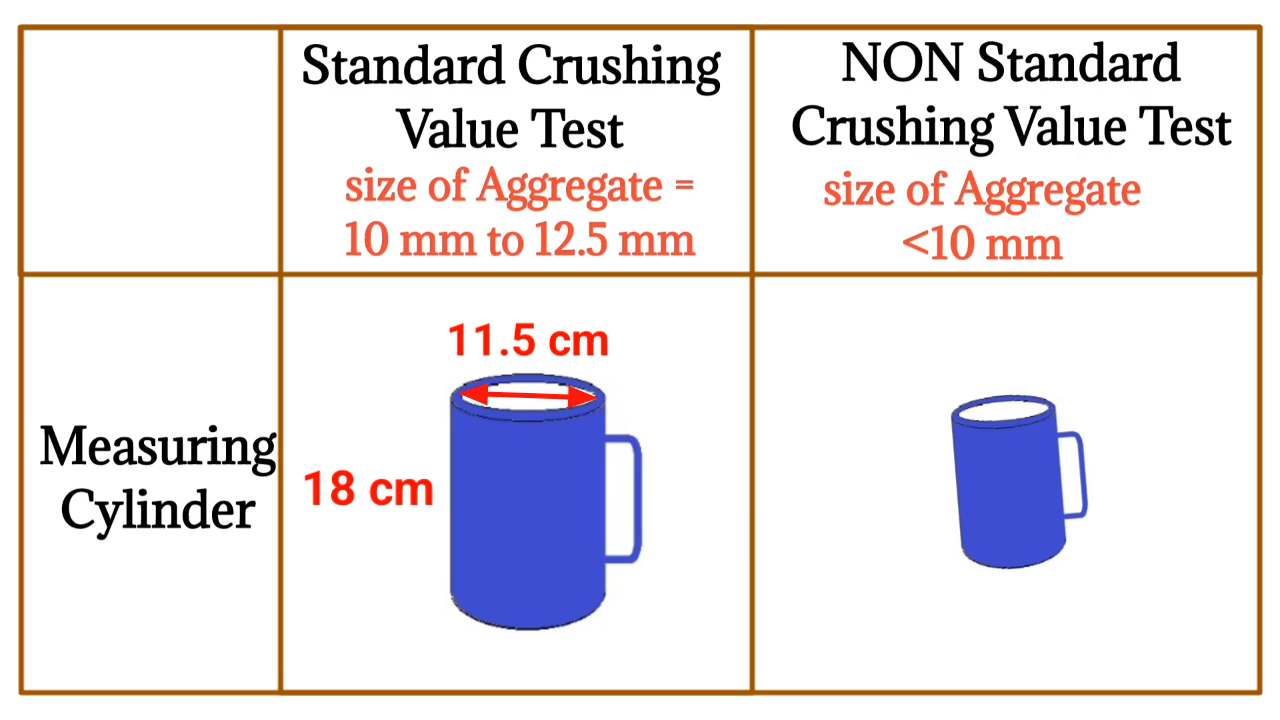 Standard Crushing
Value Test
size of Aggregate =
10 mm to 12.5 mm
NON Standard
Crushing Value Test
size of Aggregate
<10 mm
Measuring
Cylinder
11.5 cm
18 cm